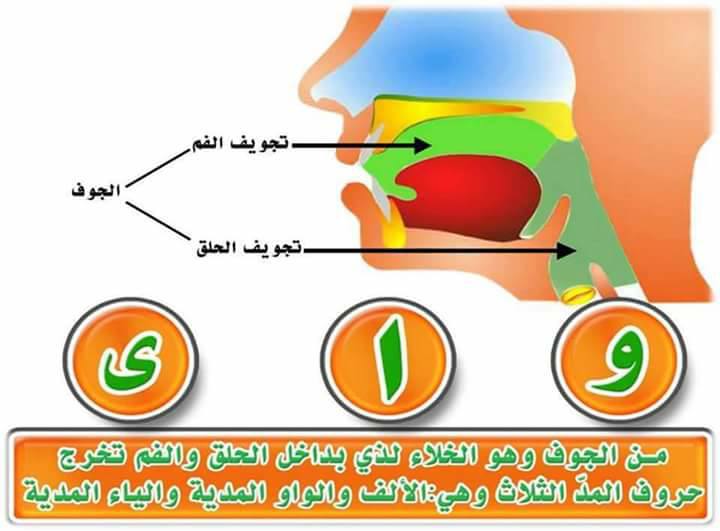 تجويف الفم
الجوف
تجويف الحلق
و ا ى
من الجوف وهو الخلاء لذي بداخل الحلق والفم تخرج
حروف المدّ الثلاث وهي:الألف والواو المدية والياء المدية